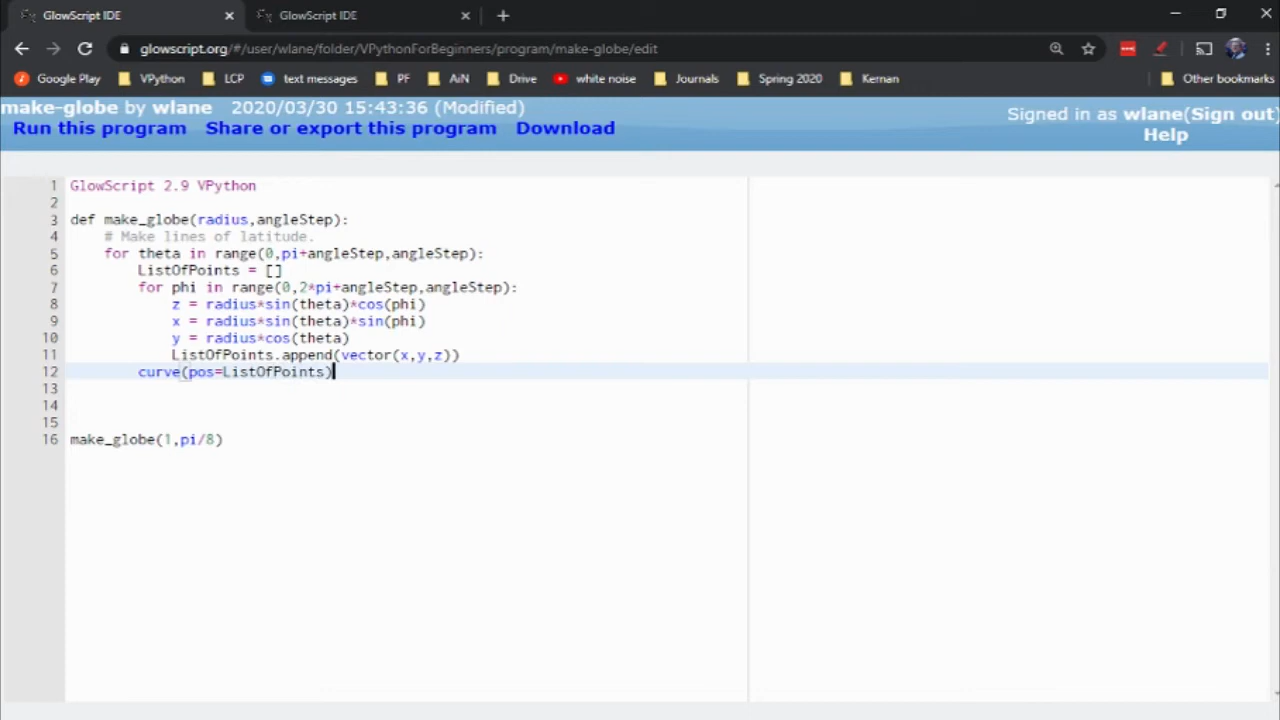 GlowScript IDE
GlowScript IDE
glowscript.org/#/user/wlane/folder/VPythonForBeginners/program/make-globe/edit
Google Play VPython LCP text messages PF AiN Drive white noise Journals Spring 2020 Kernan Other bookmarks
make-globe by wlane 2020/03/30 15:43:36 (Modified)
Signed in as wlane(Sign out)
Run this program Share or export this program Download
Help
1 GlowScript 2.9 VPython
2
3 def make_globe(radius,angleStep):
4 # Make lines of latitude.
5 for theta in range(0,pi+angleStep,angleStep):
6 ListOfPoints = []
7 for phi in range(0,2*pi+angleStep,angleStep):
8 z = radius*sin(theta)*cos(phi)
9 x = radius*sin(theta)*sin(phi)
10 y = radius*cos(theta)
11 ListOfPoints.append(vector(x,y,z))
12 curve(pos=ListOfPoints)
13
14
15
16 make_globe(1,pi/8)